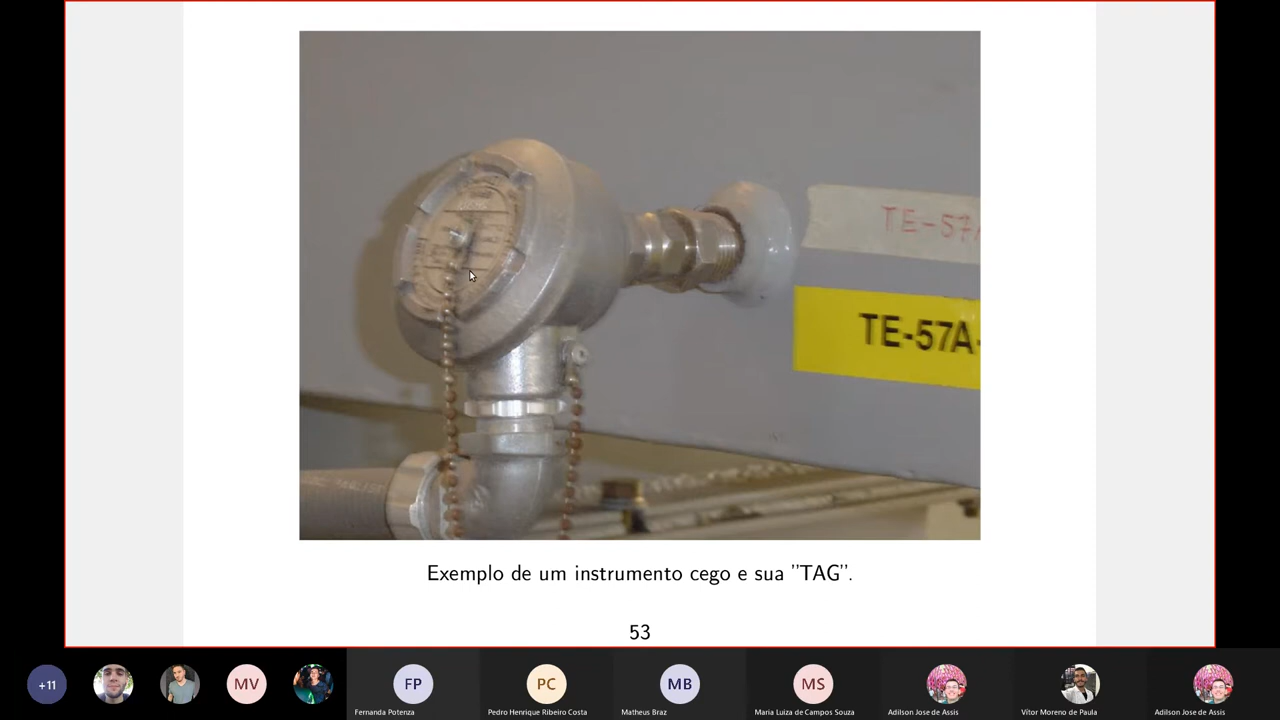 TE-57A
TE-57A-
Exemplo de um instrumento cego e sua "TAG".
53
+11
MV
FP
PC
MB
MS
Fernanda Potenza
Pedro Henrique Ribeiro Costa
Matheus Braz
Maria Luiza de Campos Souza
Adilson Jose de Assis
Vítor Moreno de Paula
Adilson Jose de Assis